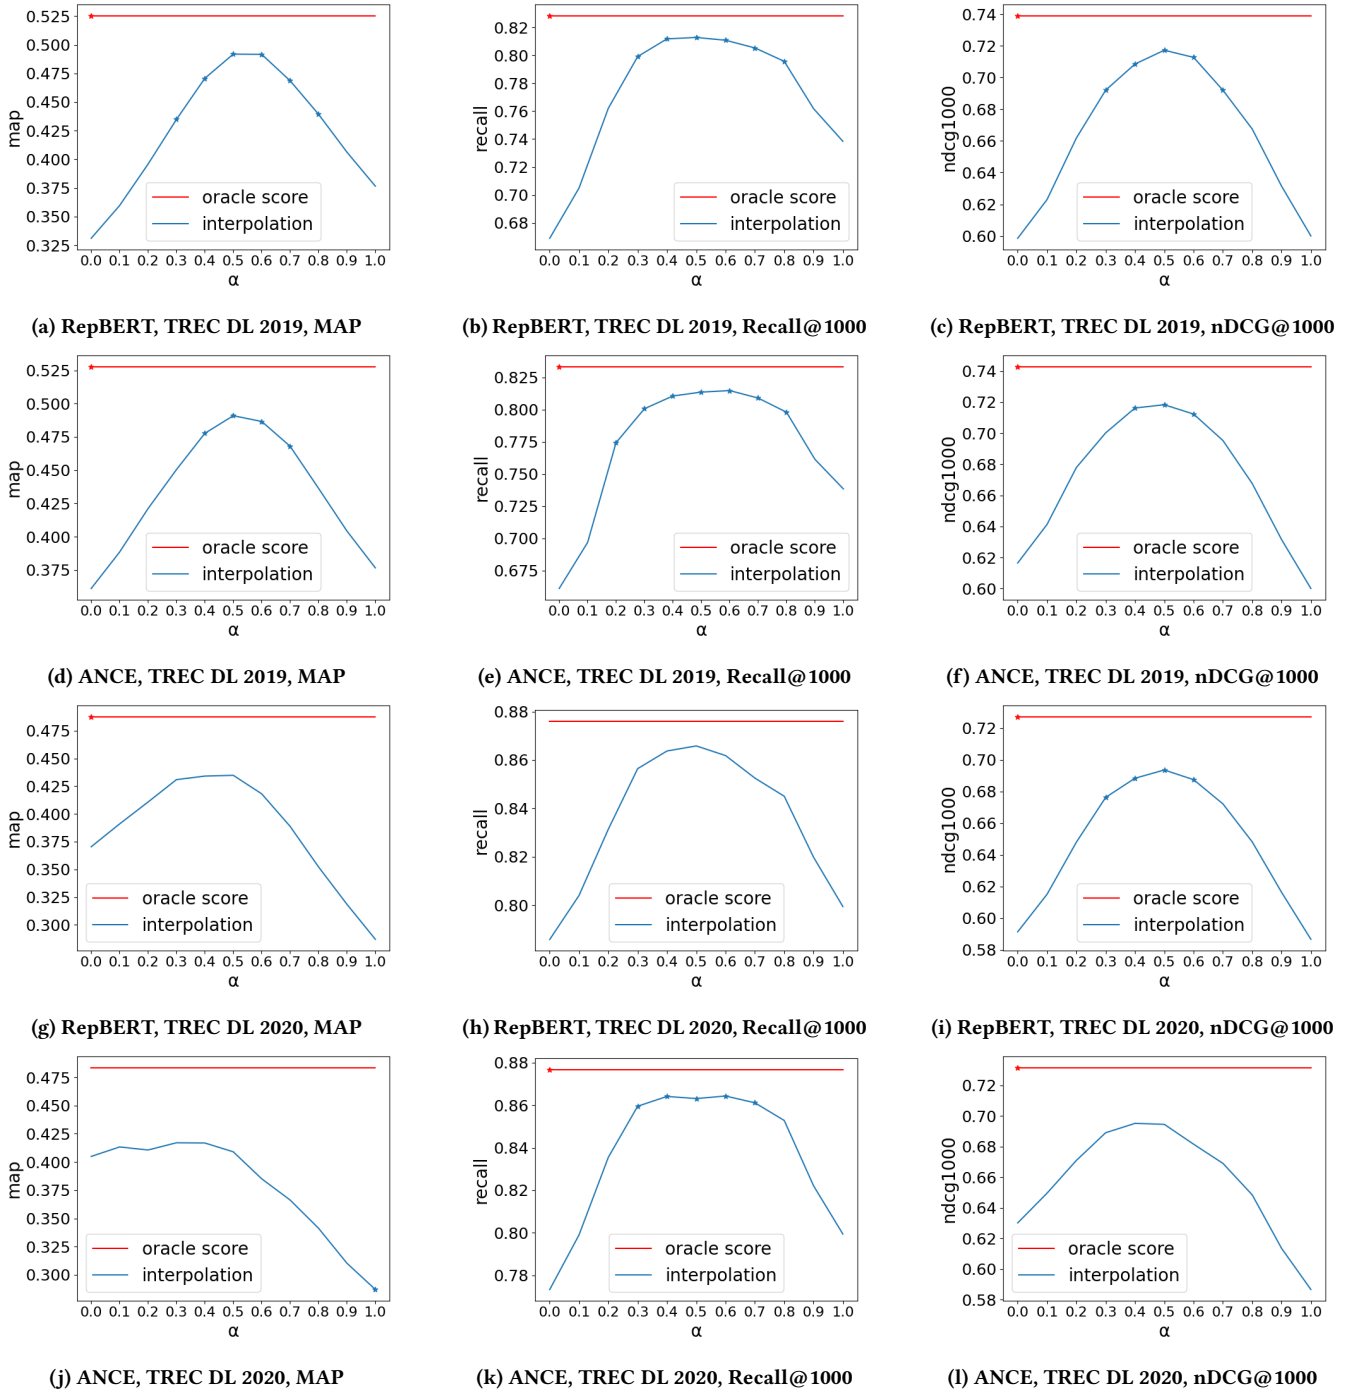 0.525
0.500
0.475
0.450
0.425
0.400
0.375
0.350
0.325
map
oracle score
interpolation
0.0 0.1 0.2 0.3 0.4 0.5 0.6 0.7 0.8 0.9 1.0
α
(a) RepBERT, TREC DL 2019, MAP
0.82
0.80
0.78
0.76
0.74
0.72
0.70
0.68
recall
oracle score
interpolation
0.0 0.1 0.2 0.3 0.4 0.5 0.6 0.7 0.8 0.9 1.0
α
(b) RepBERT, TREC DL 2019, Recall@1000
0.74
0.72
0.70
0.68
0.66
0.64
0.62
0.60
ndcg1000
oracle score
interpolation
0.0 0.1 0.2 0.3 0.4 0.5 0.6 0.7 0.8 0.9 1.0
α
(c) RepBERT, TREC DL 2019, nDCG@1000
0.525
0.500
0.475
0.450
0.425
0.400
0.375
map
oracle score
interpolation
0.0 0.1 0.2 0.3 0.4 0.5 0.6 0.7 0.8 0.9 1.0
α
(d) ANCE, TREC DL 2019, MAP
0.825
0.800
0.775
0.750
0.725
0.700
0.675
recall
oracle score
interpolation
0.0 0.1 0.2 0.3 0.4 0.5 0.6 0.7 0.8 0.9 1.0
α
(e) ANCE, TREC DL 2019, Recall@1000
0.74
0.72
0.70
0.68
0.66
0.64
0.62
0.60
ndcg1000
oracle score
interpolation
0.0 0.1 0.2 0.3 0.4 0.5 0.6 0.7 0.8 0.9 1.0
α
(f) ANCE, TREC DL 2019, nDCG@1000
0.475
0.450
0.425
0.400
0.375
0.350
0.325
0.300
map
oracle score
interpolation
0.0 0.1 0.2 0.3 0.4 0.5 0.6 0.7 0.8 0.9 1.0
α
(g) RepBERT, TREC DL 2020, MAP
0.88
0.86
0.84
0.82
0.80
recall
oracle score
interpolation
0.0 0.1 0.2 0.3 0.4 0.5 0.6 0.7 0.8 0.9 1.0
α
(h) RepBERT, TREC DL 2020, Recall@1000
0.72
0.70
0.68
0.66
0.64
0.62
0.60
0.58
ndcg1000
oracle score
interpolation
0.0 0.1 0.2 0.3 0.4 0.5 0.6 0.7 0.8 0.9 1.0
α
(i) RepBERT, TREC DL 2020, nDCG@1000
0.475
0.450
0.425
0.400
0.375
0.350
0.325
0.300
map
oracle score
interpolation
0.0 0.1 0.2 0.3 0.4 0.5 0.6 0.7 0.8 0.9 1.0
α
(j) ANCE, TREC DL 2020, MAP
0.88
0.86
0.84
0.82
0.80
0.78
recall
oracle score
interpolation
0.0 0.1 0.2 0.3 0.4 0.5 0.6 0.7 0.8 0.9 1.0
α
(k) ANCE, TREC DL 2020, Recall@1000
0.72
0.70
0.68
0.66
0.64
0.62
0.60
0.58
ndcg1000
oracle score
interpolation
0.0 0.1 0.2 0.3 0.4 0.5 0.6 0.7 0.8 0.9 1.0
α
(l) ANCE, TREC DL 2020, nDCG@1000